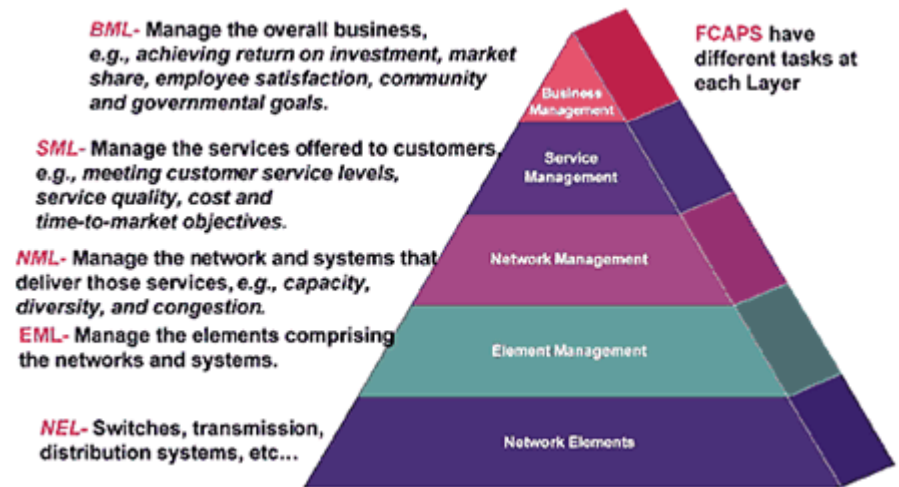 BML- Manage the overall business,
e.g., achieving return on investment, market
share, employee satisfaction, community
and governmental goals.
FCAPS have
different tasks at
each Layer
Business
Management
SML- Manage the services offered to customers,
e.g., meeting customer service levels,
service quality, cost and
time-to-market objectives.
Service
Management
NML- Manage the network and systems that
deliver those services, e.g., capacity,
diversity, and congestion.
Network Management
EML- Manage the elements comprising
the networks and systems.
Element Management
NEL- Switches, transmission,
distribution systems, etc...
Network Elements